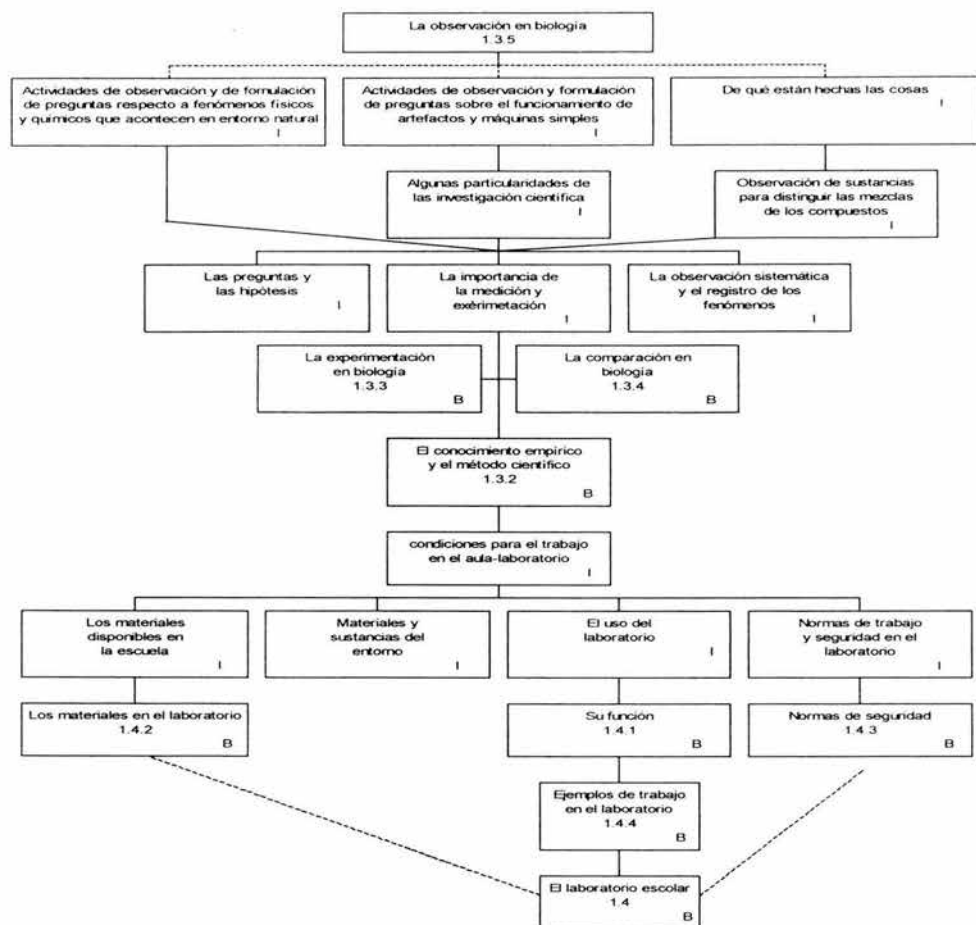 La observación en biología
1.3.5
Actividades de observación y de formulación
de preguntas respecto a fenómenos físicos
y químicos que acontecen en entorno natural
I
Actividades de observación y formulación
de preguntas sobre el funcionamiento de
artefactos y máquinas simples
I
De qué están hechas las cosas
I
Algunas particularidades de
las investigación científica
I
Observación de sustancias
para distinguir las mezclas
de los compuestos
I
Las preguntas y
las hipótesis
I
La importancia de
la medición y
exèrimetación
I
La observación sistemática
y el registro de los
fenómenos
I
La experimentación
en biología
1.3.3
B
La comparación en
biología
1.3.4
B
El conocimiento empírico
y el método científico
1.3.2
B
condiciones para el trabajo
en el aula-laboratorio
I
Los materiales
disponibles en
la escuela
I
Materiales y
sustancias del
entorno
I
El uso del
laboratorio
I
Normas de trabajo
y seguridad en el
laboratorio
I
Los materiales en el laboratorio
1.4.2
B
Su función
1.4.1
B
Normas de seguridad
1.4.3
B
Ejemplos de trabajo
en el laboratorio
1.4.4
B
El laboratorio escolar
1.4
B